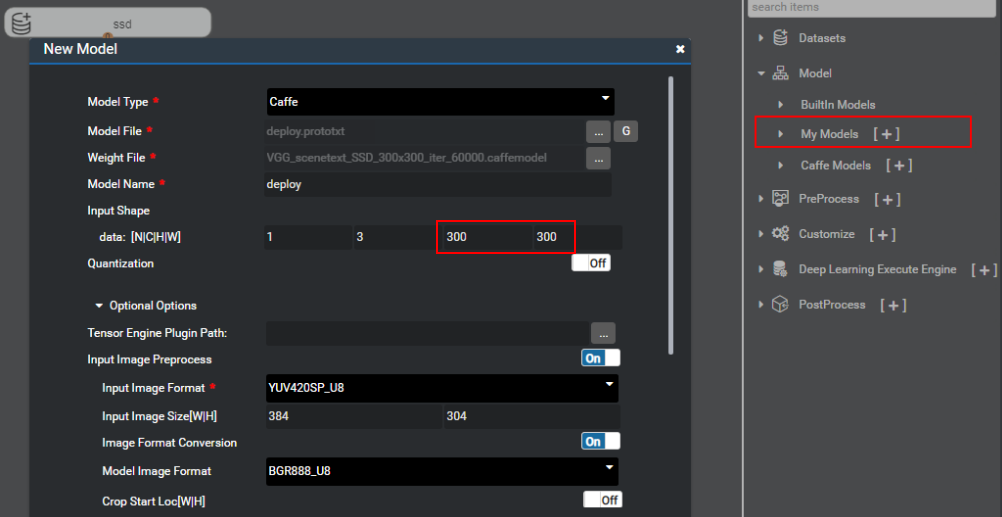 ssd
New Model
Model Type *
Caffe
Model File *
deploy.prototxt
...
G
Weight File *
VGG_scenetext_SSD_300x300_iter_60000.caffemodel
...
Model Name *
deploy
Input Shape
data: [N|C|H|W]
1
3
300
300
Quantization
Off
Optional Options
Tensor Engine Plugin Path:
...
Input Image Preprocess
On
Input Image Format *
YUV420SP_U8
Input Image Size[W|H]
384
304
Image Format Conversion
On
Model Image Format
BGR888_U8
Crop Start Loc[W|H]
Off
search items
Datasets
Model
BuiltIn Models
My Models [+]
Caffe Models [+]
PreProcess [+]
Customize [+]
Deep Learning Execute Engine [+]
PostProcess [+]